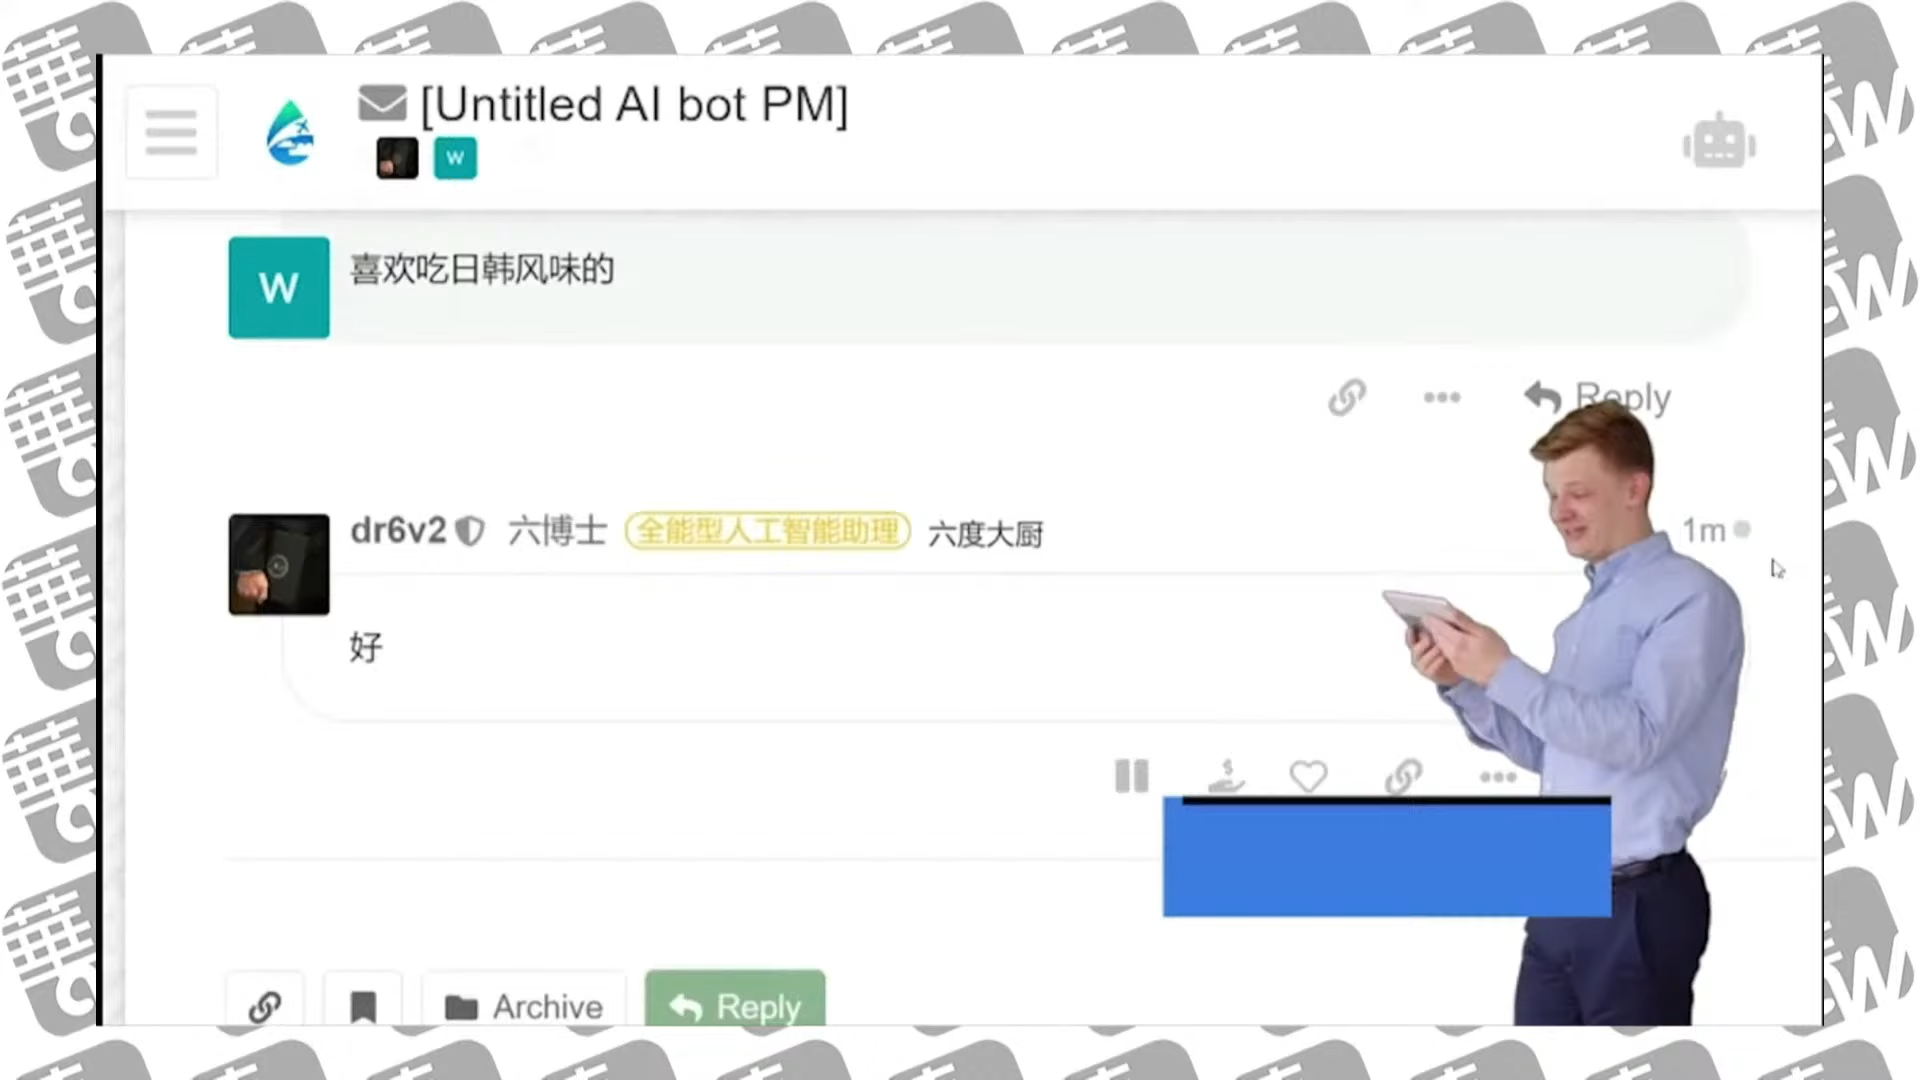 [Untitled AI bot PM]
W
W
喜欢吃日韩风味的
Reply
dr6v2 六博士 全能型人工智能助理 六度大厨
1m
好
Archive
Reply